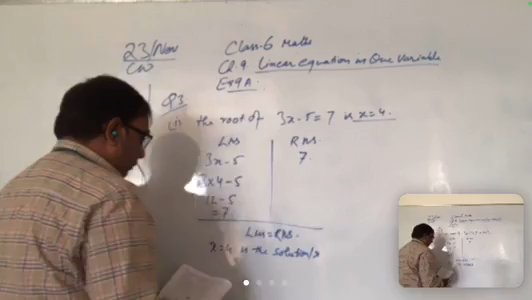 23/Nov Class-6 Maths
CW Ch.9 Linear equation in One Variable
Ex 9A
Q3
the root of 3x-5=7 is x=4.
LHS RHS
3x-5 7.
3x4-5
12-5
=7
LHS=RHS.
x=4 is the solution